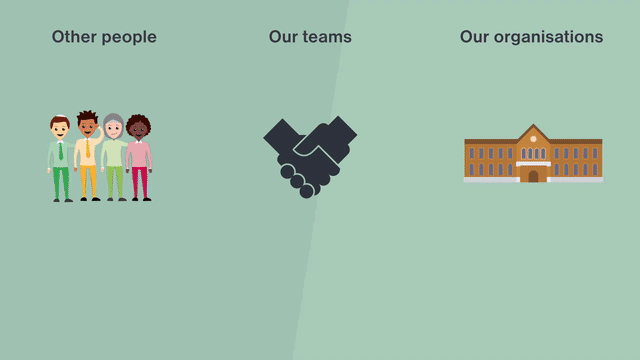 Other people
Our teams
Our organisations